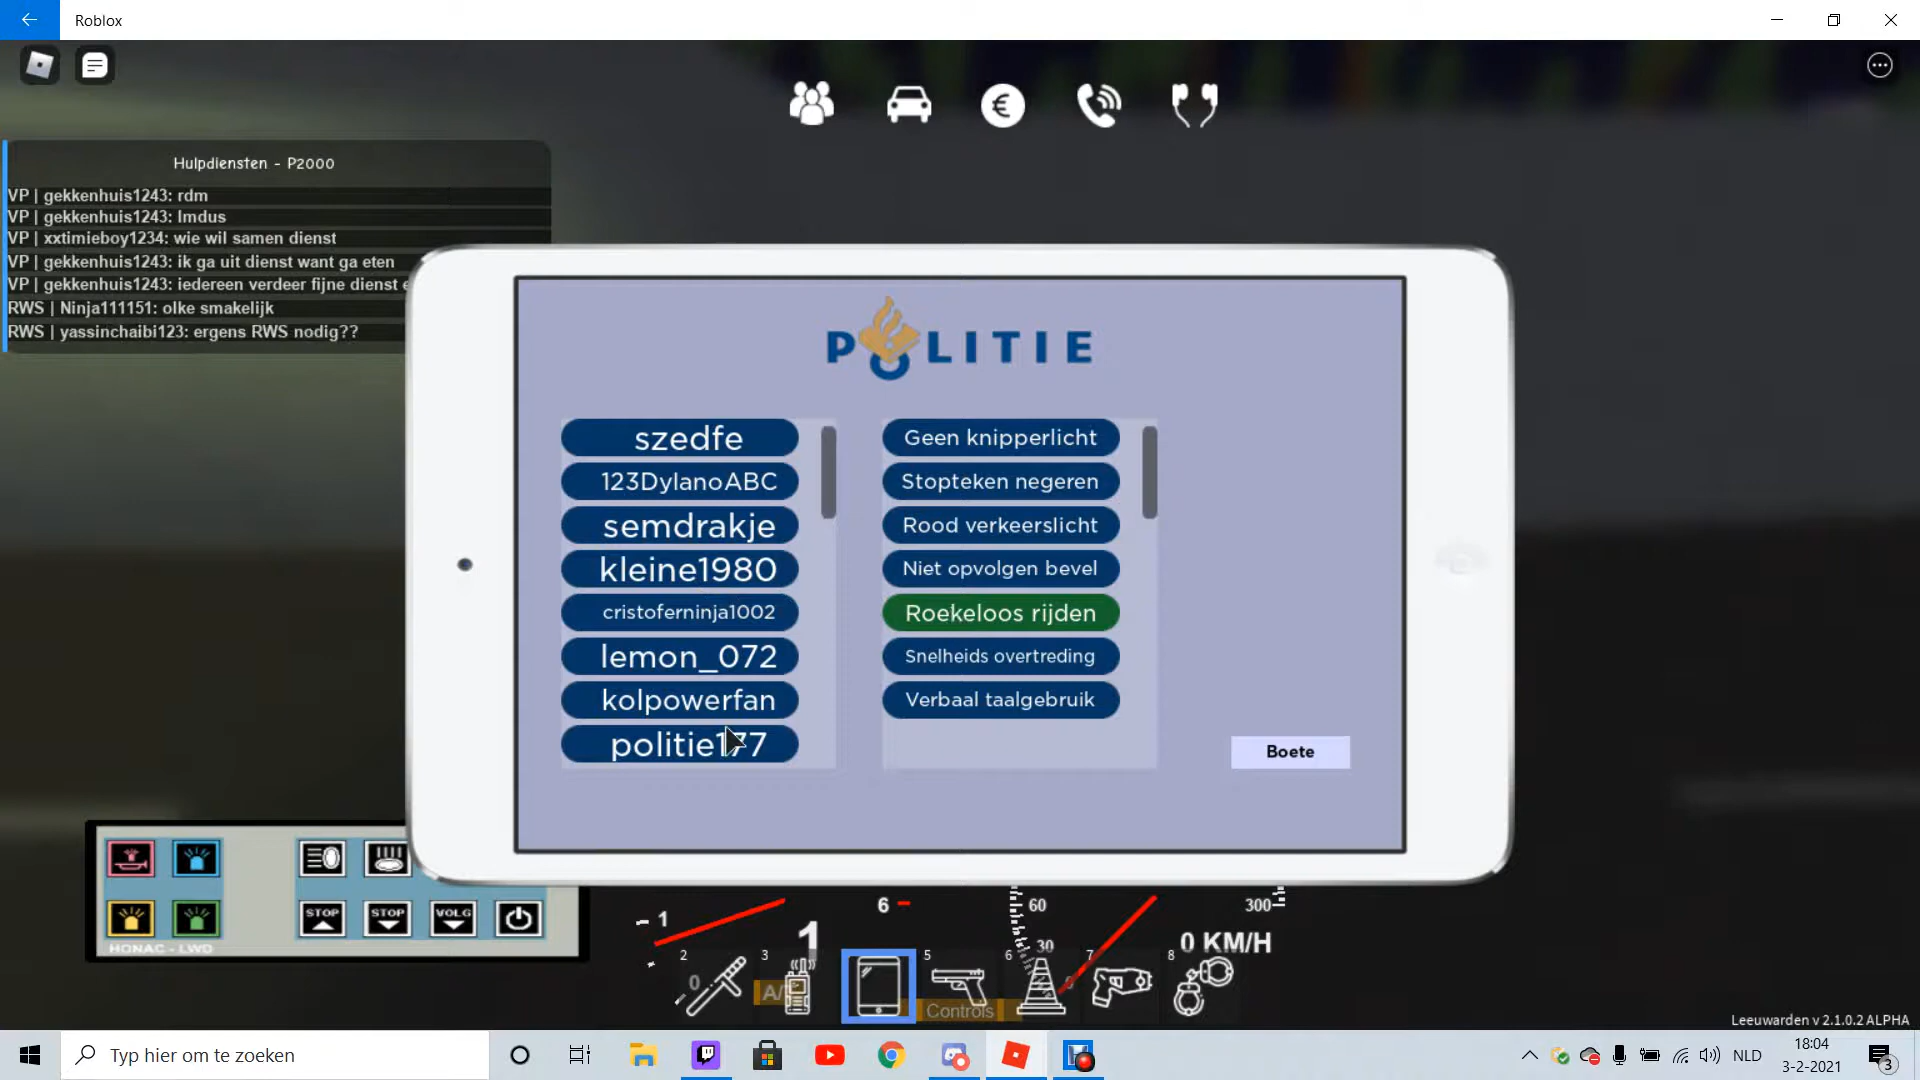 Roblox
Hulpdiensten - P2000
VP | gekkenhuis1243: rdm
VP | gekkenhuis1243: lmdus
VP | xxtimieboy1234: wie wil samen dienst
VP | gekkenhuis1243: ik ga uit dienst want ga eten
VP | gekkenhuis1243: iedereen verdeer fijne dienst
RWS | Ninja111151: olke smakelijk
RWS | yassinchaibi123: ergens RWS nodig??
POLITIE
szedfe
123DylanoABC
semdrakje
kleine1980
cristoferninja1002
lemon_072
kolpowerfan
politie177
Geen knipperlicht
Stopteken negeren
Rood verkeerslicht
Niet opvolgen bevel
Roekeloos rijden
Snelheids overtreding
Verbaal taalgebruik
Boete
STOP
STOP
VOLG
HONAC - LWD
1
6
60
300
1
30
0 KM/H
0
2
3
5
6
7
8
Controls
Leeuwarden v 2.1.0.2 ALPHA
Typ hier om te zoeken
NLD
18:04
3-2-2021
3